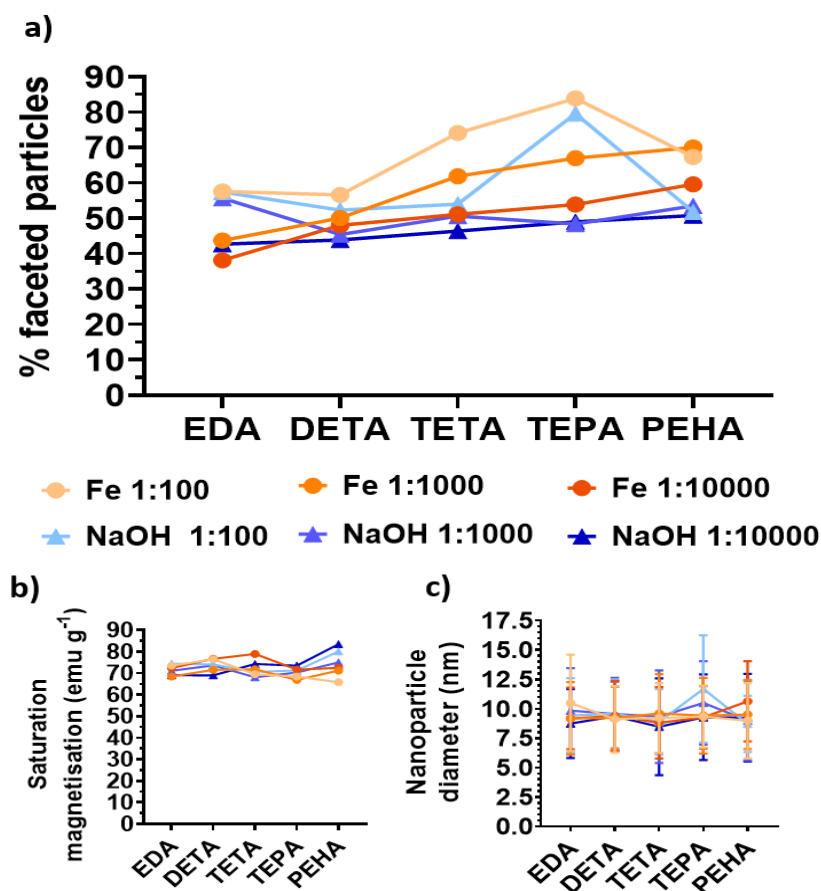 a)
% faceted particles
90
80
70
60
50
40
30
20
10
0
EDA DETA TETA TEPA PEHA
Fe 1:100 Fe 1:1000 Fe 1:10000
NaOH 1:100 NaOH 1:1000 NaOH 1:10000
b)
Saturation
magnetisation (emu g⁻¹)
90
80
70
60
50
40
30
20
10
0
EDA DETA TETA TEPA PEHA
c)
Nanoparticle
diameter (nm)
17.5
15.0
12.5
10.0
7.5
5.0
2.5
0.0
EDA DETA TETA TEPA PEHA